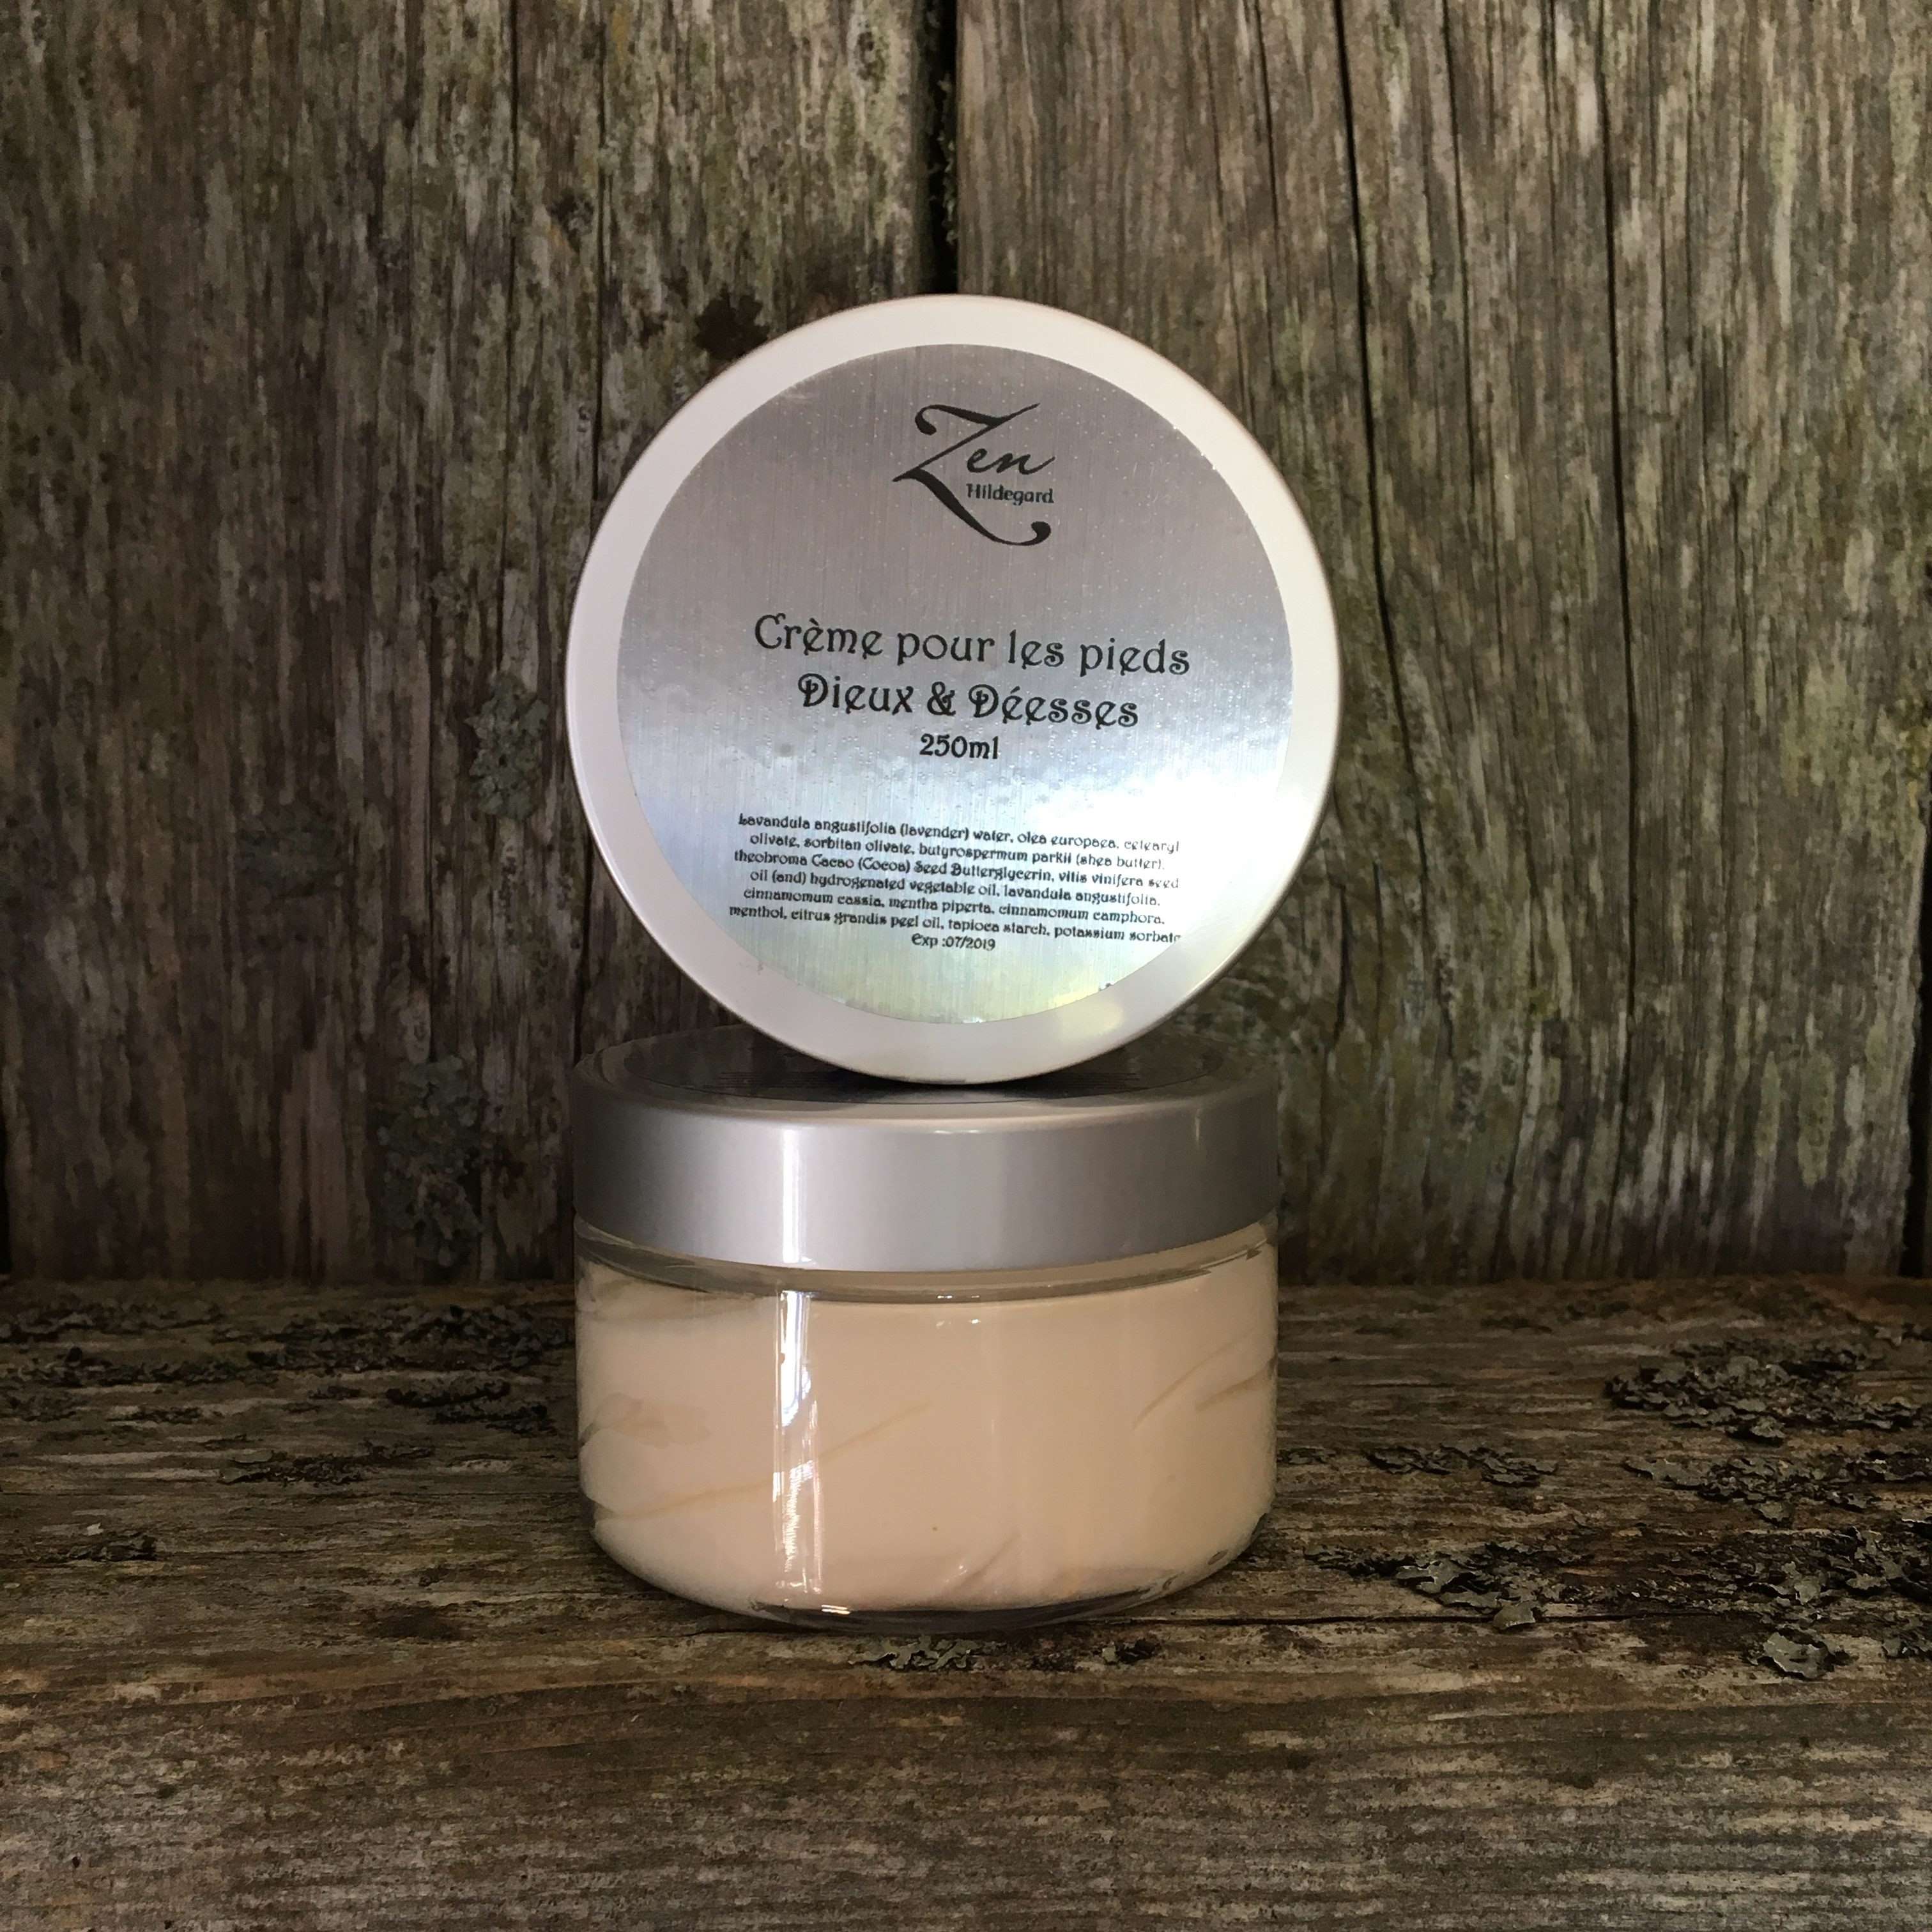 Zen
Hildegard
Crème pour les pieds
Dieux & Déesses
250ml
Lavandula angustifolia (lavender) water, olea europaea, cetearyl
olivate, sorbitan olivate, butyrospermum parkii (shea butter),
theobroma Cacao (Cocoa) Seed Butterglycerin, vitis vinifera seed
oil (and) hydrogenated vegetable oil, lavandula angustifolia,
cinnamomum cassia, mentha piperta, cinnamomum camphora,
menthol, citrus grandis peel oil, tapioca starch, potassium sorbate
Exp :07/2019